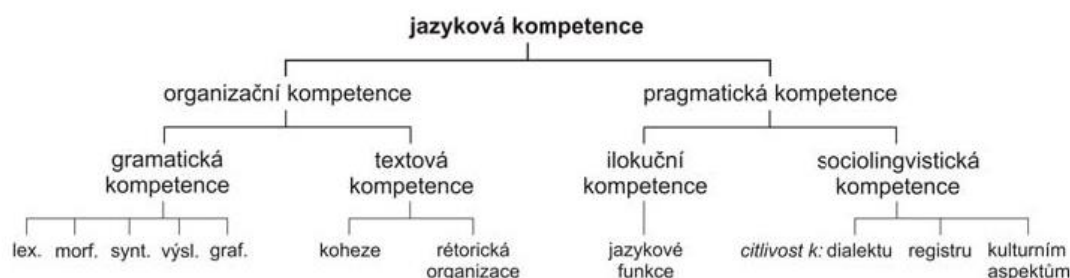 jazyková kompetence
organizační kompetence pragmatická kompetence
gramatická textová ilokuční sociolingvistická
kompetence kompetence kompetence kompetence
lex. morf. synt. výsl. graf. koheze rétorická jazykové citlivost k: dialektu registru kulturním
organizace funkce aspektům